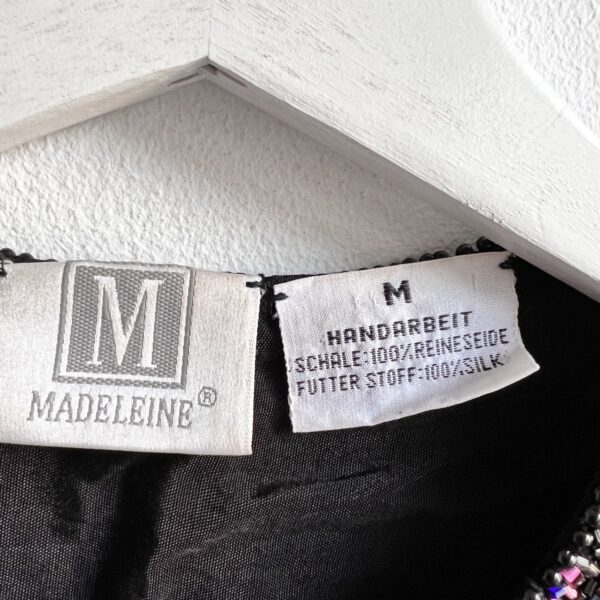 M
MADELEINE®
M
HANDARBEIT
SCHALE:100%REINESEIDE
FUTTER STOFF:100%SILK